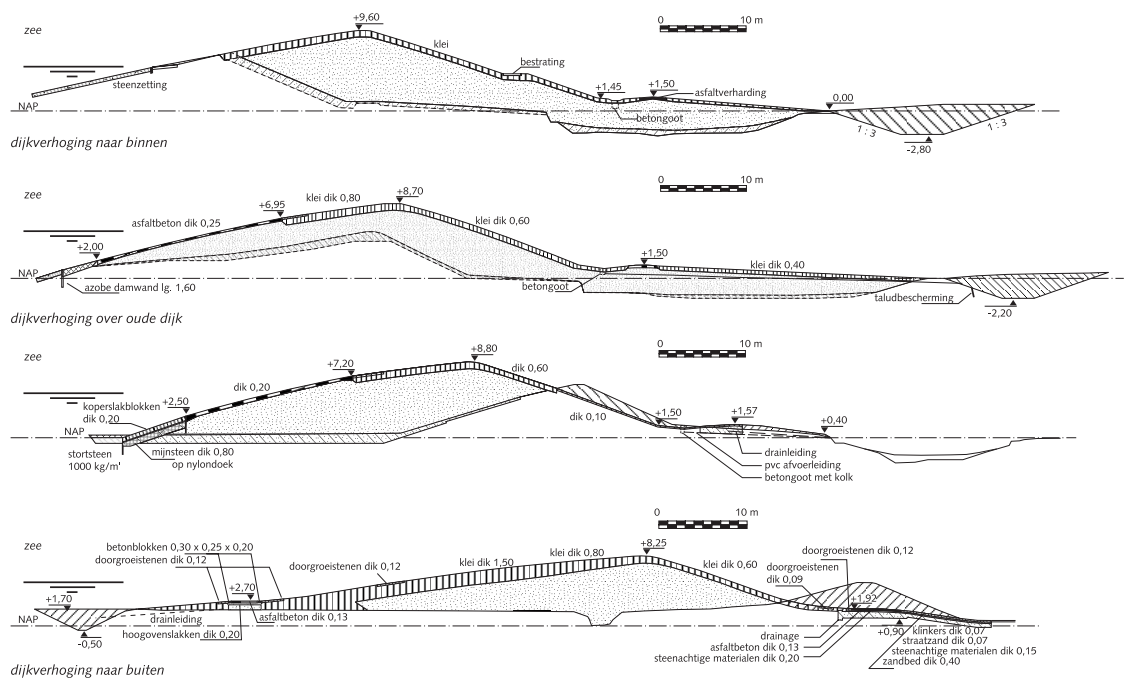 zee
+9,60
0 10 m
klei
bestrating
steenzetting
+1,45
+1,50
asfaltverharding
0,00
NAP
betongoot
1 : 3
1 : 3
-2,80
dijkverhoging naar binnen
zee
0 10 m
+8,70
klei dik 0,80
+6,95
asfaltbeton dik 0,25
klei dik 0,60
+2,00
+1,50
klei dik 0,40
NAP
azobe damwand lg. 1,60
betongoot
taludbescherming
-2,20
dijkverhoging over oude dijk
zee
0 10 m
+8,80
+7,20
dik 0,60
dik 0,20
koperslakblokken
dik 0,20
+2,50
dik 0,10
+1,50
+1,57
+0,40
NAP
stortsteen
1000 kg/m'
mijnsteen dik 0,80
op nylondoek
drainleiding
pvc afvoerleiding
betongoot met kolk
0 10 m
zee
+8,25
betonblokken 0,30 x 0,25 x 0,20
doorgroeistenen dik 0,12
doorgroeistenen dik 0,12
klei dik 1,50
klei dik 0,80
klei dik 0,60
doorgroeistenen dik 0,12
doorgroeistenen
dik 0,09
+2,70
+1,70
+1,92
NAP
drainleiding
asfaltbeton dik 0,13
hoogovenslakken dik 0,20
-0,50
drainage
asfaltbeton dik 0,13
steenachtige materialen dik 0,20
+0,90
klinkers dik 0,07
straatzand dik 0,07
steenachtige materialen dik 0,15
zandbed dik 0,40
dijkverhoging naar buiten